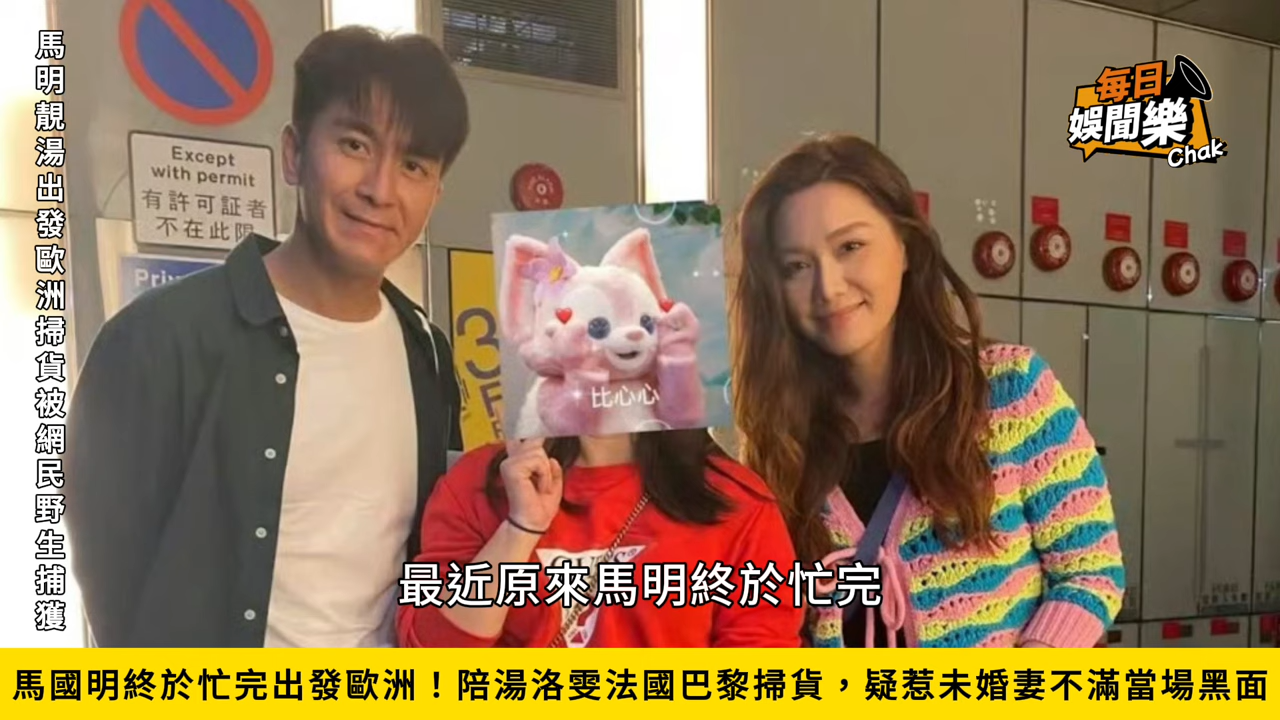 馬明靚湯出發歐洲掃貨被網民野生捕獲
每日
娛聞樂
Chak
Except
with permit
有許可証者
不在此限
比心心
最近原來馬明終於忙完
馬國明終於忙完出發歐洲！陪湯洛雯法國巴黎掃貨，疑惹未婚妻不滿當場黑面